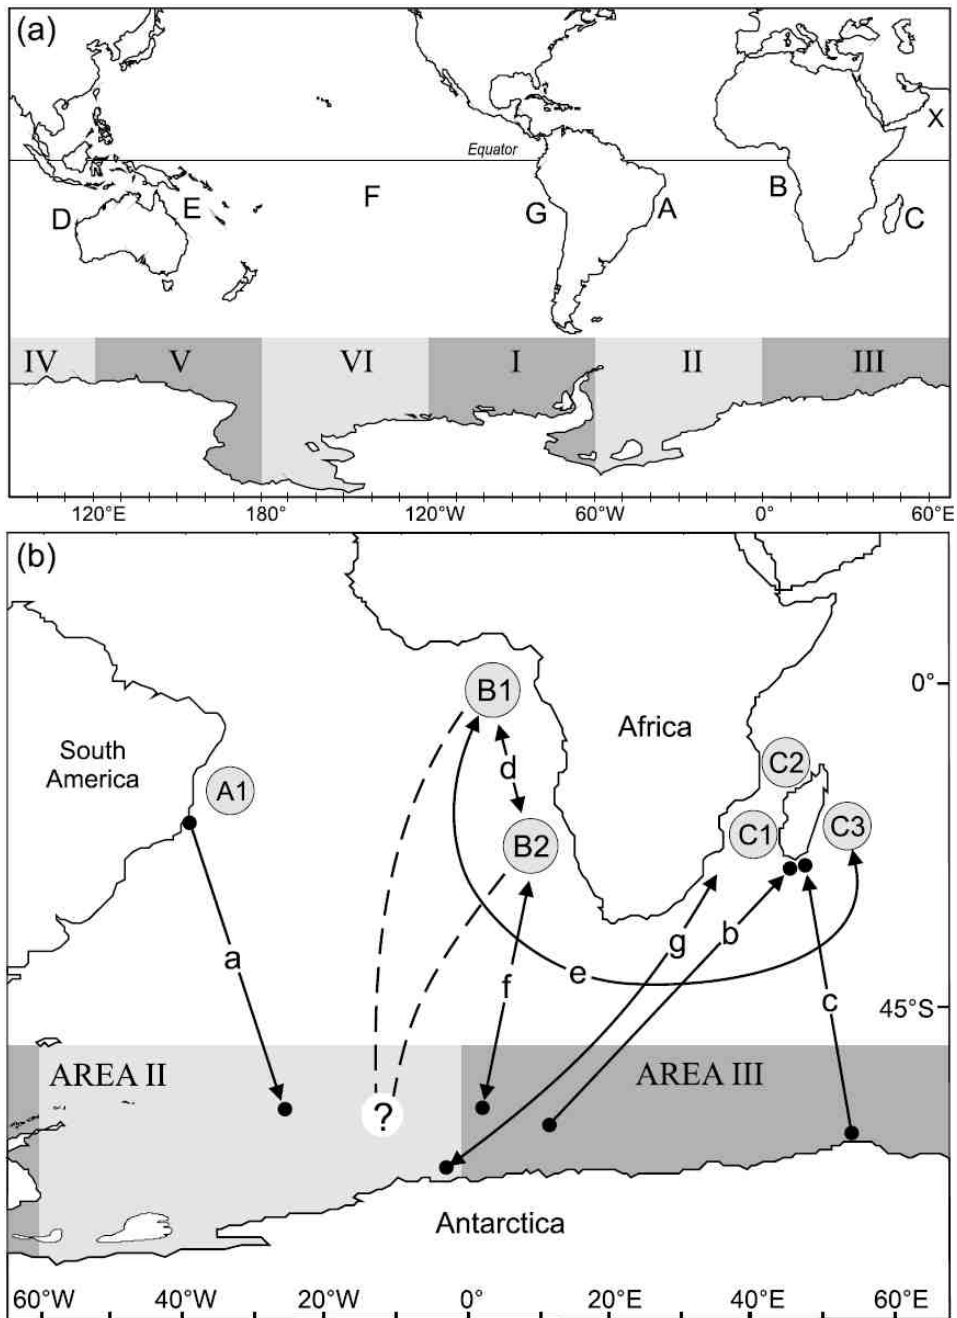 (a)
X
Equator
D
E
F
G
A
B
C
IV
V
VI
I
II
III
120°E
180°
120°W
60°W
0°
60°E
(b)
B1
0°
Africa
South
America
d
C2
A1
C1
C3
B2
a
g
b
e
f
c
45°S
AREA II
AREA III
?
Antarctica
60°W
40°W
20°W
0°
20°E
40°E
60°E